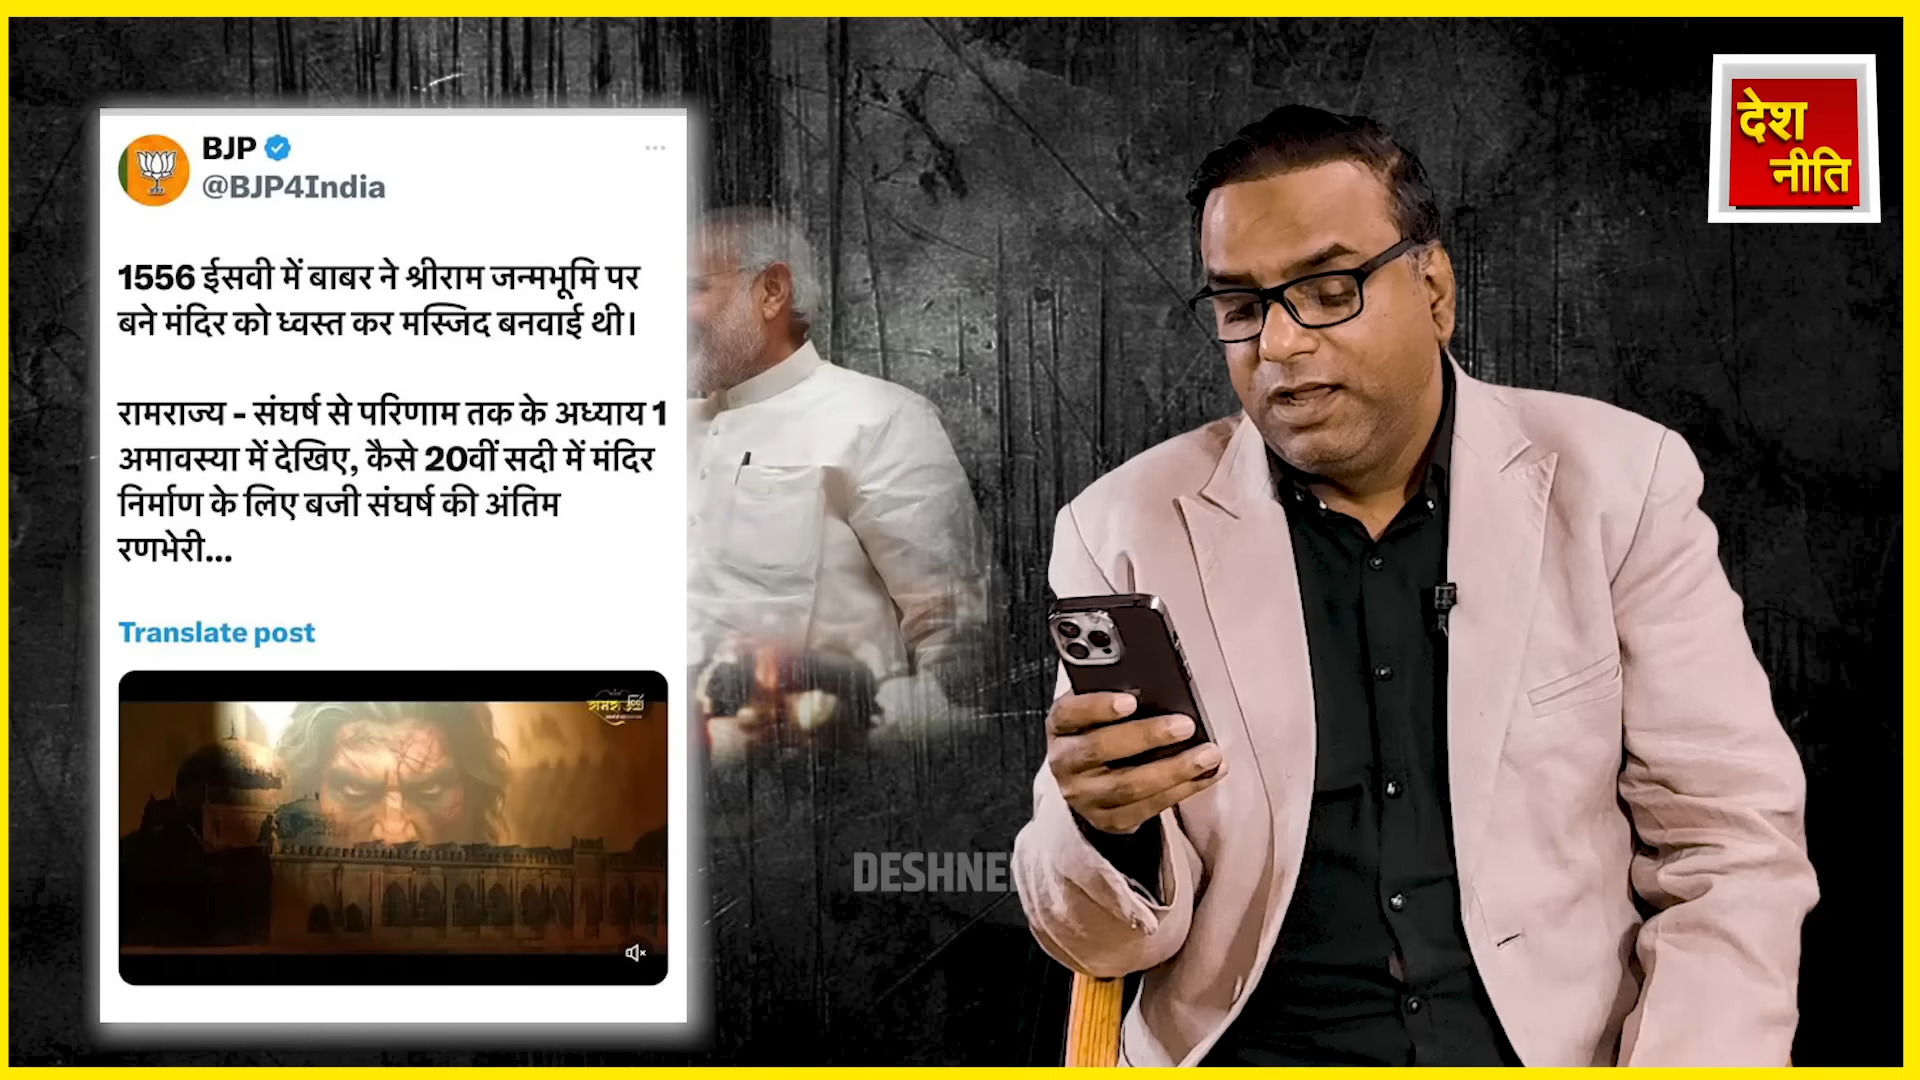 BJP
@BJP4India
1556 ईसवी में बाबर ने श्रीराम जन्मभूमि पर
बने मंदिर को ध्वस्त कर मस्जिद बनवाई थी।
रामराज्य - संघर्ष से परिणाम तक के अध्याय 1
अमावस्या में देखिए, कैसे 20वीं सदी में मंदिर
निर्माण के लिए बजी संघर्ष की अंतिम
रणभेरी...
Translate post
देश
नीति
DESHNE